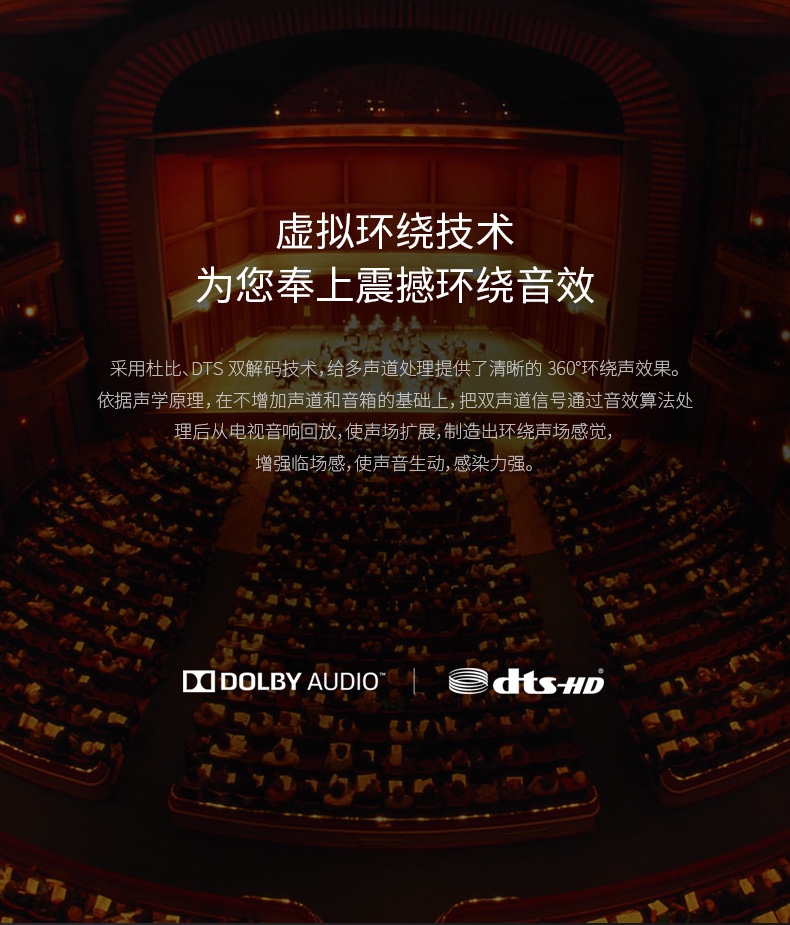 虚拟环绕技术
为您奉上震撼环绕音效
采用杜比、DTS 双解码技术，给多声道处理提供了清晰的 360°环绕声效果。
依据声学原理，在不增加声道和音箱的基础上，把双声道信号通过音效算法处
理后从电视音响回放，使声场扩展，制造出环绕声场感觉，
增强临场感，使声音生动，感染力强。
DOLBY AUDIO™ | dts-HD®